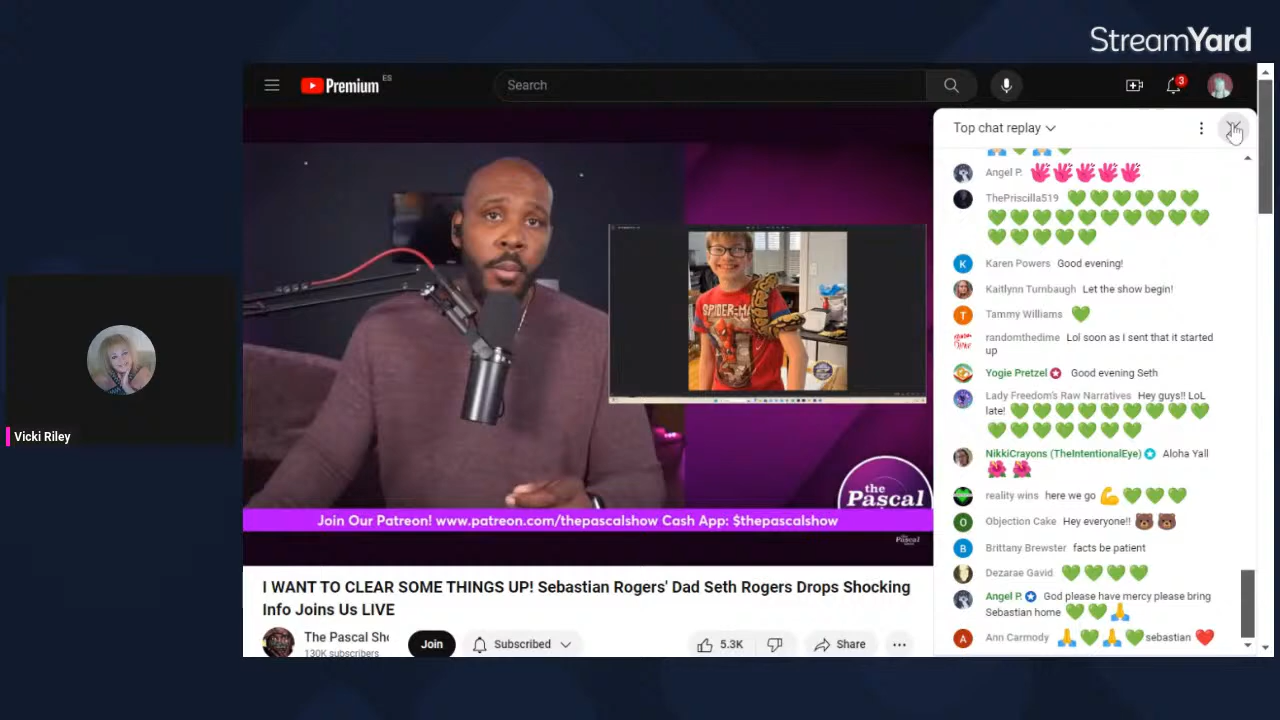 StreamYard
Premium ES
Search
3
Top chat replay
Angel P.
ThePriscilla519
Karen Powers Good evening!
Kaitlynn Turnbaugh Let the show begin!
Tammy Williams
randomthedime Lol soon as I sent that it started
up
Yogie Pretzel Good evening Seth
Lady Freedom's Raw Narratives Hey guys!! LoL
late!
NikkiCrayons (TheIntentionalEye) Aloha Yall
reality wins here we go
Objection Cake Hey everyone!!
Brittany Brewster facts be patient
Dezarae Gavid
Angel P. God please have mercy please bring
Sebastian home
Ann Carmody sebastian
SPIDER-MA
the
Pascal
Join Our Patreon! www.patreon.com/thepascalshow Cash App: $thepascalshow
the
Pascal
Vicki Riley
I WANT TO CLEAR SOME THINGS UP! Sebastian Rogers' Dad Seth Rogers Drops Shocking
Info Joins Us LIVE
The Pascal Sho
130K subscribers
Join
Subscribed
5.3K
Share
K
T
O
B
A